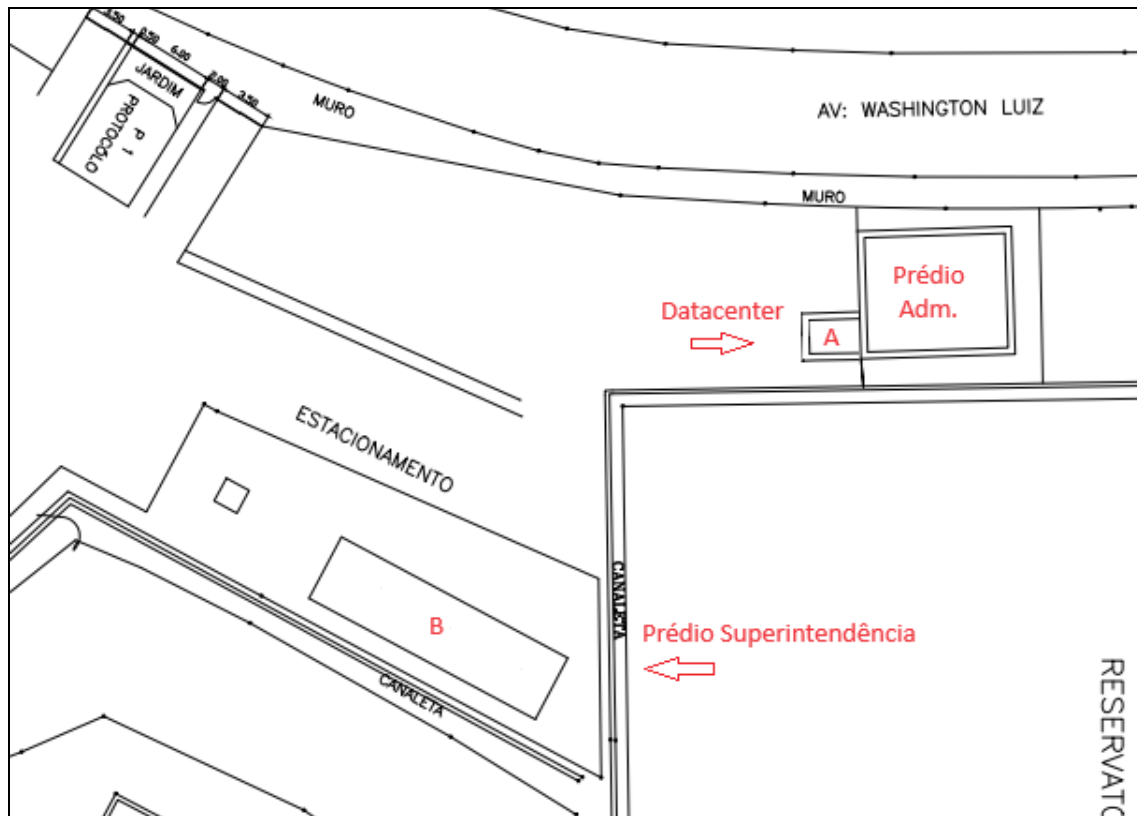 3.50
0.50
6.00
2.00
3.50
JARDIM
P 1
PROTOCÓLO
MURO
AV: WASHINGTON LUIZ
MURO
Prédio
Adm.
Datacenter
A
ESTACIONAMENTO
CANALETA
B
Prédio Superintendência
CANALETA
RESERVATO